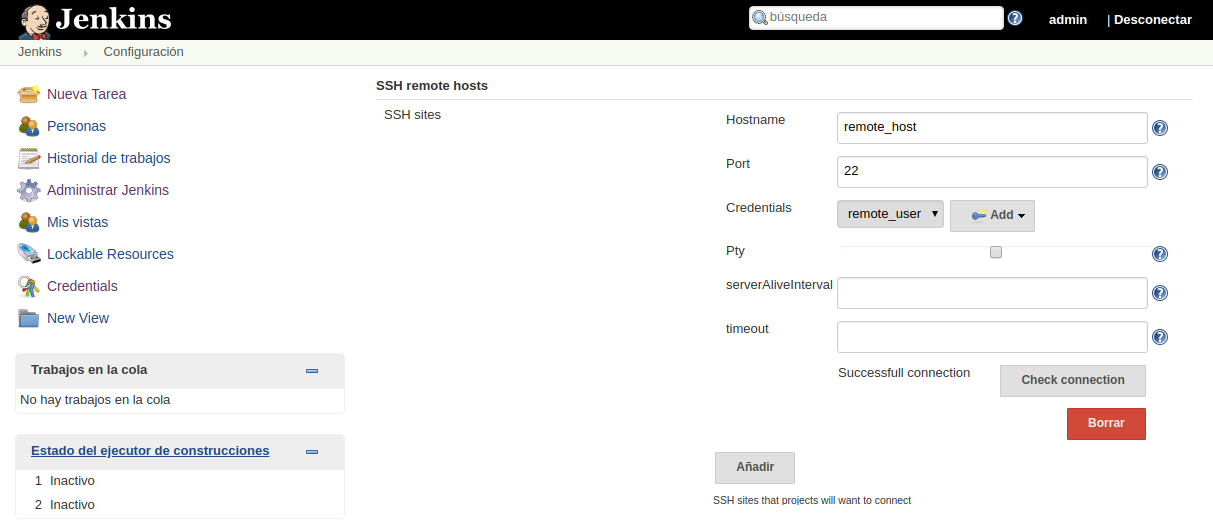 Jenkins
búsqueda
admin
| Desconectar
Jenkins
Configuración
Nueva Tarea
Personas
Historial de trabajos
Administrar Jenkins
Mis vistas
Lockable Resources
Credentials
New View
Trabajos en la cola
No hay trabajos en la cola
Estado del ejecutor de construcciones
1 Inactivo
2 Inactivo
SSH remote hosts
SSH sites
Hostname
remote_host
Port
22
Credentials
remote_user
Add
Pty
serverAliveInterval
timeout
Successfull connection
Check connection
Borrar
Añadir
SSH sites that projects will want to connect